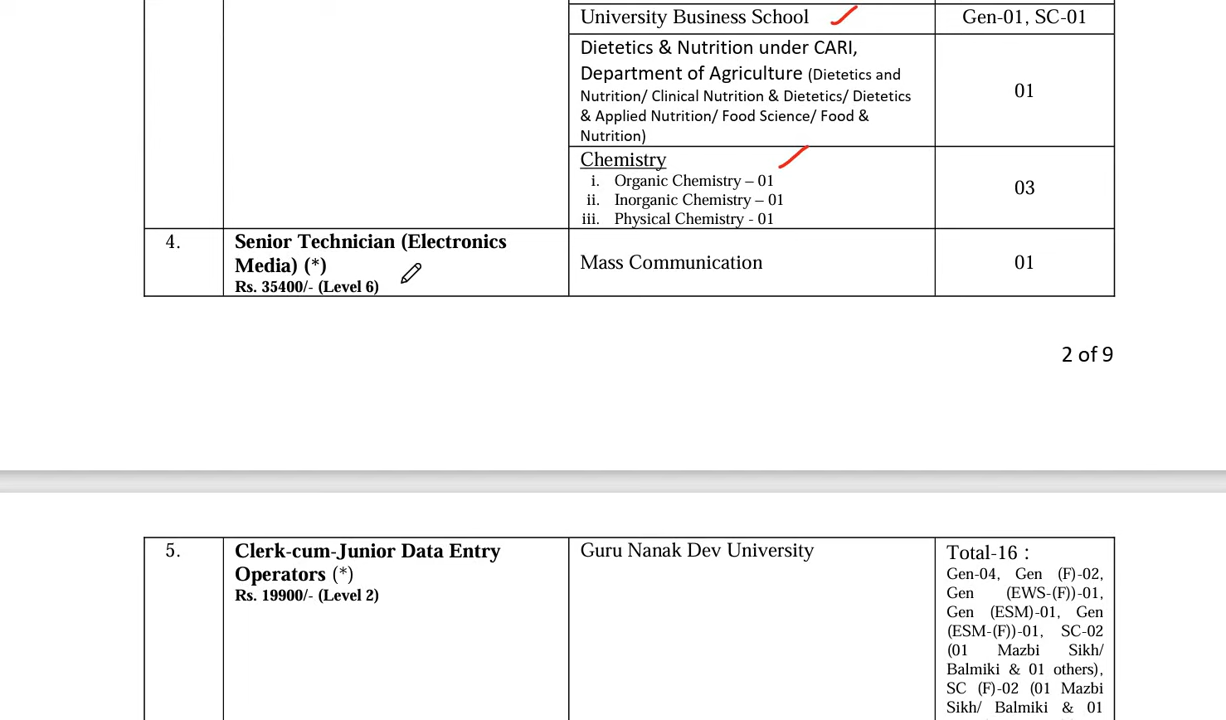 University Business School
Gen-01, SC-01
Dietetics & Nutrition under CARI,
Department of Agriculture (Dietetics and
Nutrition/ Clinical Nutrition & Dietetics/ Dietetics
& Applied Nutrition/ Food Science/ Food &
Nutrition)
01
Chemistry
i. Organic Chemistry – 01
ii. Inorganic Chemistry – 01
iii. Physical Chemistry - 01
03
4.
Senior Technician (Electronics
Media) (*)
Rs. 35400/- (Level 6)
Mass Communication
01
2 of 9
5.
Clerk-cum-Junior Data Entry
Operators (*)
Rs. 19900/- (Level 2)
Guru Nanak Dev University
Total-16 :
Gen-04, Gen (F)-02,
Gen (EWS-(F))-01,
Gen (ESM)-01, Gen
(ESM-(F))-01, SC-02
(01 Mazbi Sikh/
Balmiki & 01 others),
SC (F)-02 (01 Mazbi
Sikh/ Balmiki & 01